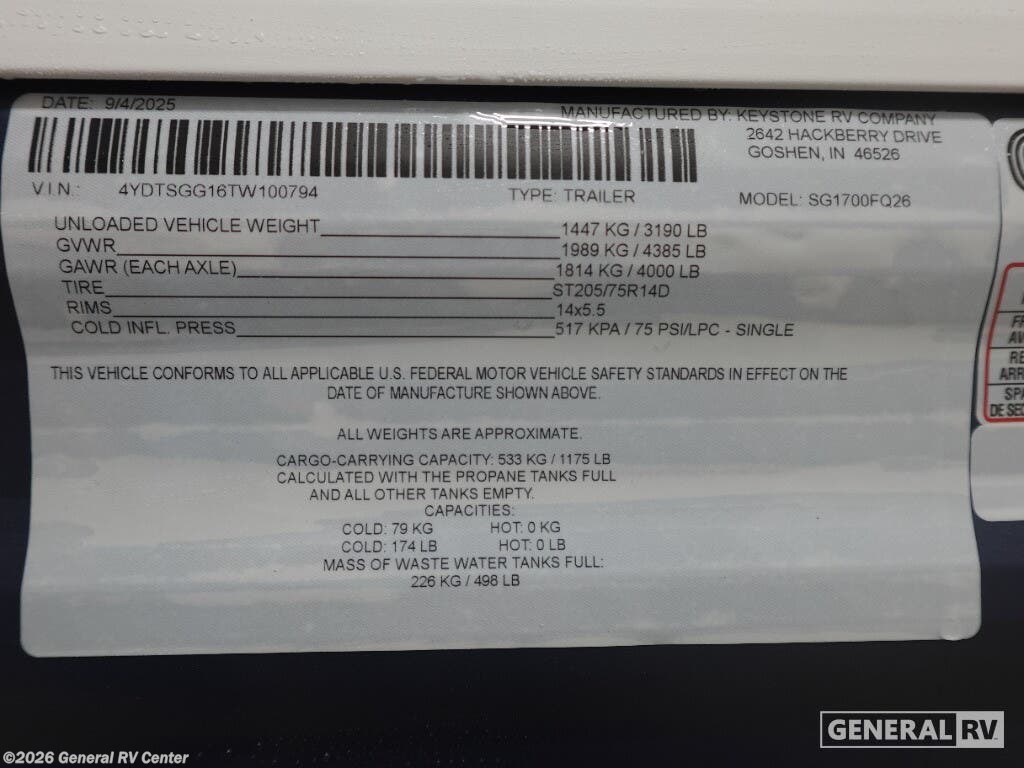 DATE: 9/4/2025
MANUFACTURED BY: KEYSTONE RV COMPANY
2642 HACKBERRY DRIVE
GOSHEN, IN 46526
V.I.N.: 4YDTSGG16TW100794 TYPE: TRAILER MODEL: SG1700FQ26
UNLOADED VEHICLE WEIGHT 1447 KG / 3190 LB
GVWR 1989 KG / 4385 LB
GAWR (EACH AXLE) 1814 KG / 4000 LB
TIRE ST205/75R14D
RIMS 14x5.5
COLD INFL. PRESS 517 KPA / 75 PSI/LPC - SINGLE
THIS VEHICLE CONFORMS TO ALL APPLICABLE U.S. FEDERAL MOTOR VEHICLE SAFETY STANDARDS IN EFFECT ON THE
DATE OF MANUFACTURE SHOWN ABOVE.
ALL WEIGHTS ARE APPROXIMATE.
CARGO-CARRYING CAPACITY: 533 KG / 1175 LB
CALCULATED WITH THE PROPANE TANKS FULL
AND ALL OTHER TANKS EMPTY.
CAPACITIES:
COLD: 79 KG HOT: 0 KG
COLD: 174 LB HOT: 0 LB
MASS OF WASTE WATER TANKS FULL:
226 KG / 498 LB
GENERAL RV
©2026 General RV Center